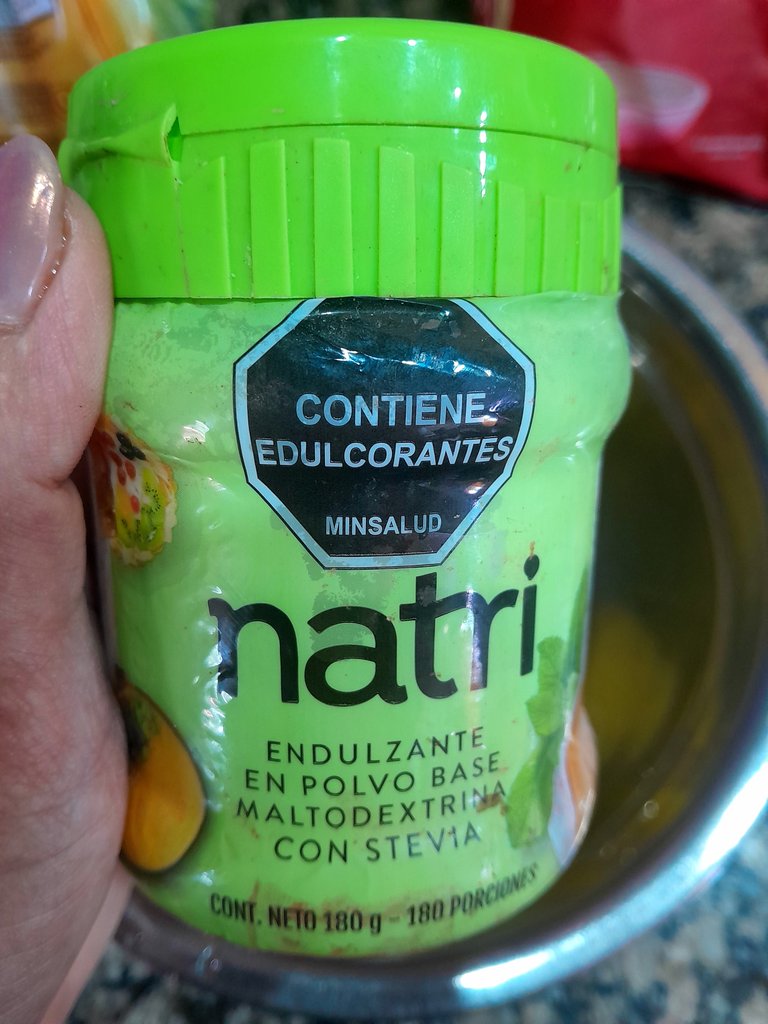 CONTIENE
EDULCORANTES
MINSALUD
natri
ENDULZANTE
EN POLVO BASE
MALTODEXTRINA
CON STEVIA
CONT. NETO 180 g - 180 PORCIONES